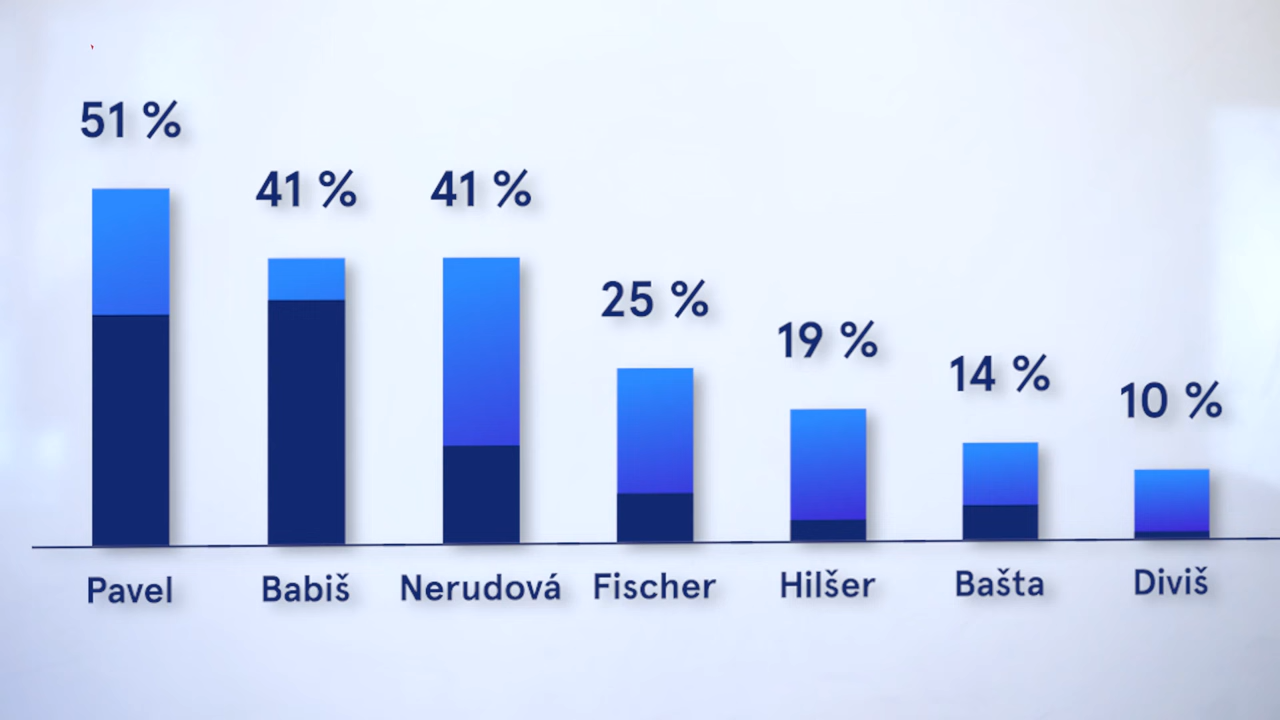 51 %
41 %
41 %
25 %
19 %
14 %
10 %
Pavel
Babiš
Nerudová
Fischer
Hilšer
Bašta
Diviš